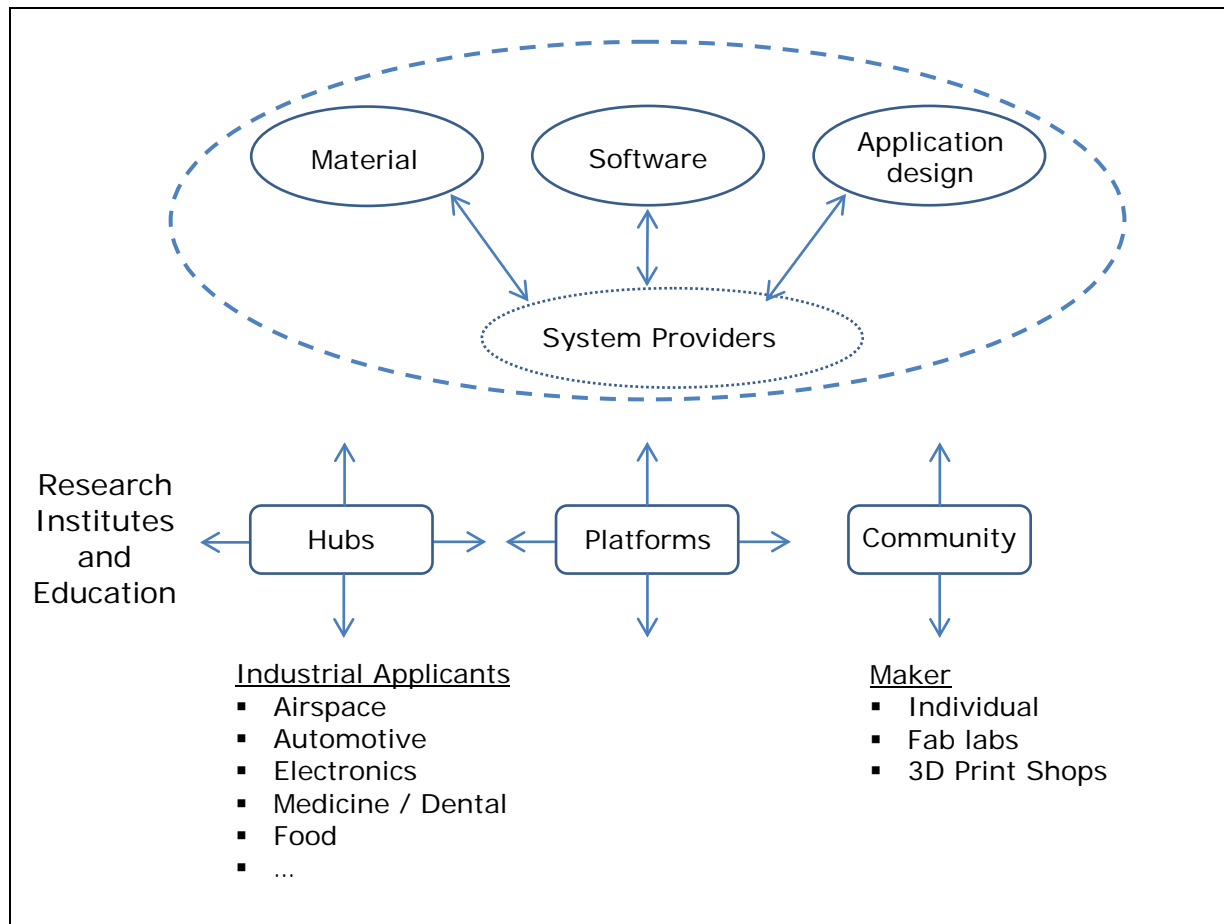 Material
Software
Application
design
System Providers
Research
Institutes
and
Education
Hubs
Platforms
Community
Industrial Applicants
▪ Airspace
▪ Automotive
▪ Electronics
▪ Medicine / Dental
▪ Food
▪ ...
Maker
▪ Individual
▪ Fab labs
▪ 3D Print Shops